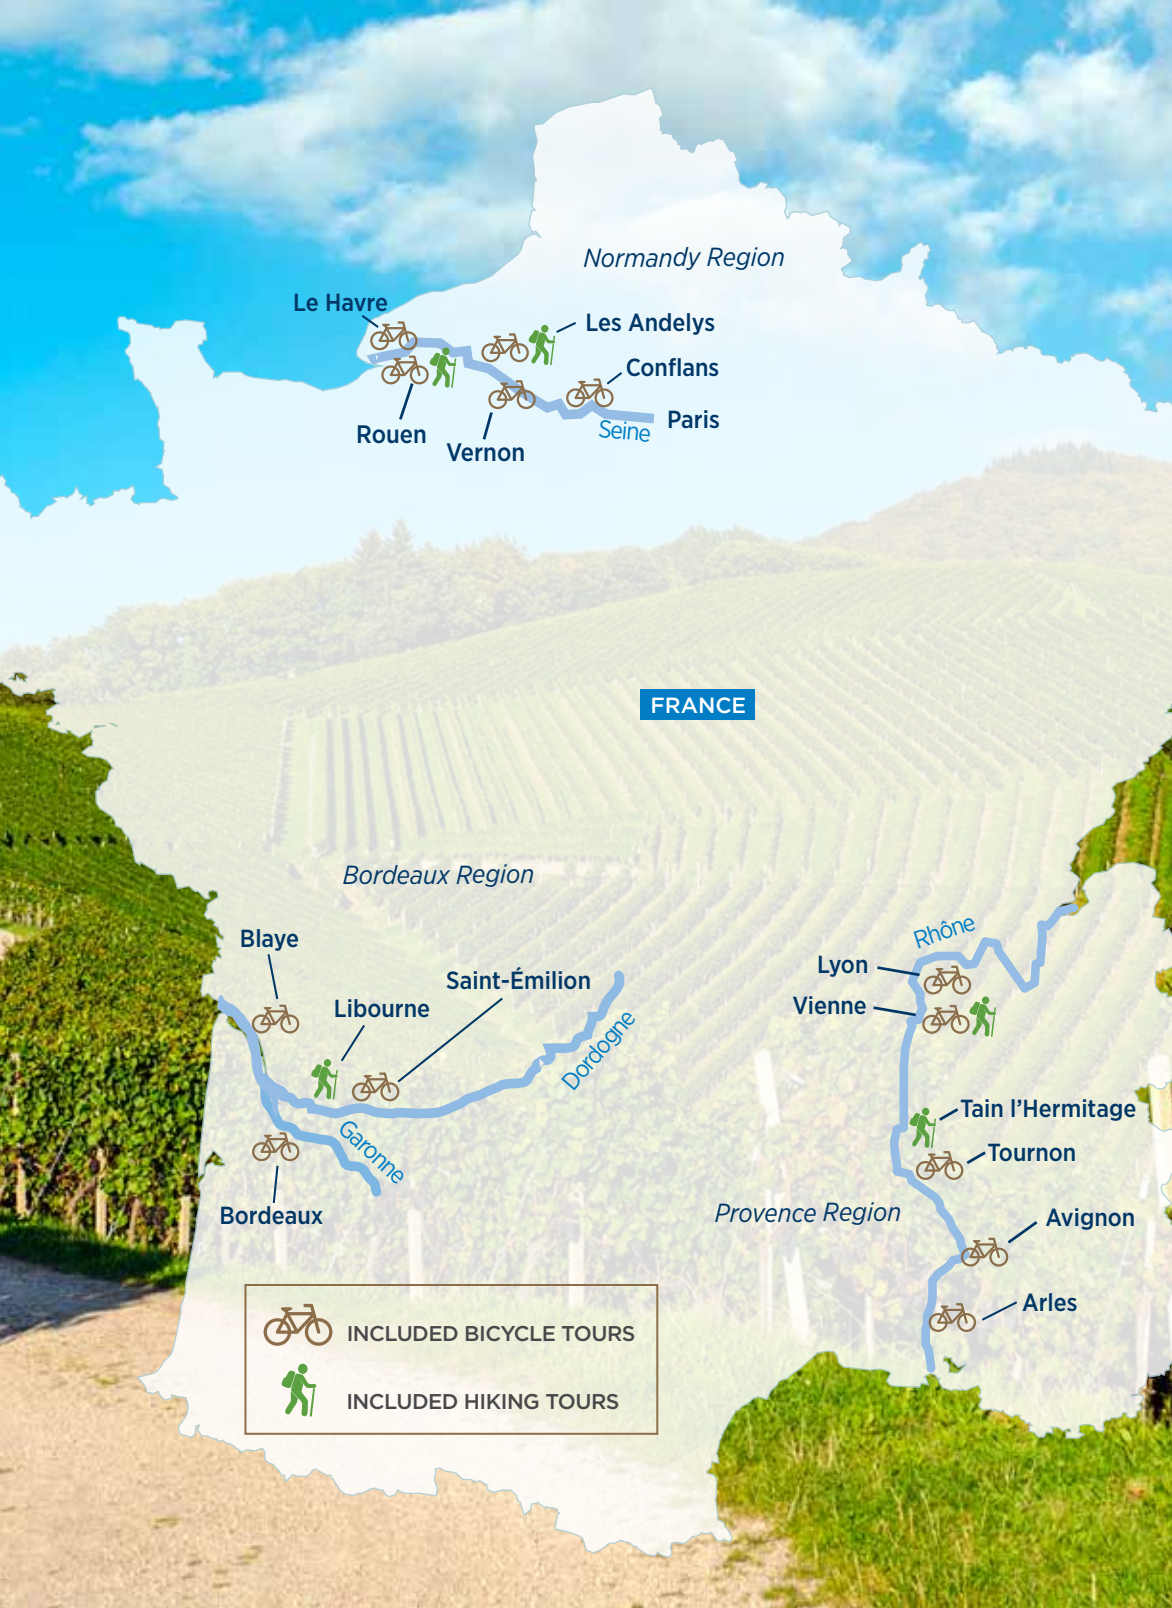 Normandy Region
Le Havre
Les Andelys
Conflans
Paris
Seine
Rouen
Vernon
FRANCE
Bordeaux Region
Blaye
Saint-Émilion
Libourne
Dordogne
Garonne
Bordeaux
Rhône
Lyon
Vienne
Tain l'Hermitage
Tournon
Provence Region
Avignon
Arles
INCLUDED BICYCLE TOURS
INCLUDED HIKING TOURS